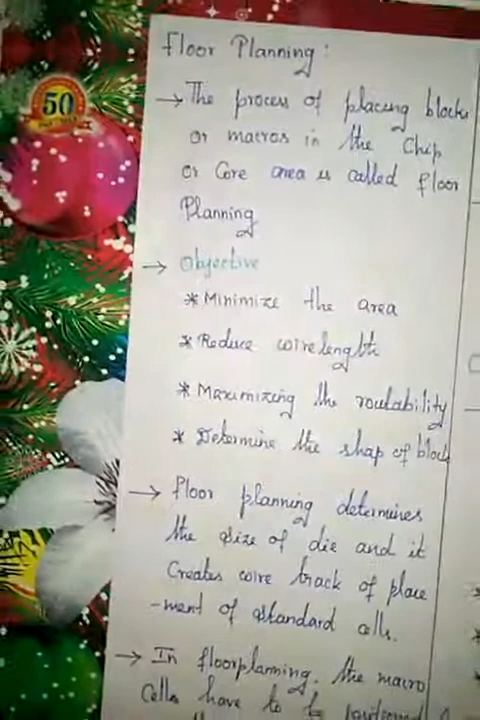 Floor Planning :
→ The process of placing blocks
or macros in the Chip
or Core area is called floor
Planning
→ Objective
* Minimize the area
* Reduce wirelength
* Maximizing the routability
* Determine the shap of block
→ floor planning determines
the size of die and it
Creates wire track of place
-ment of standard cells.
→ In floorplanning, the macro
Cells have to be
50